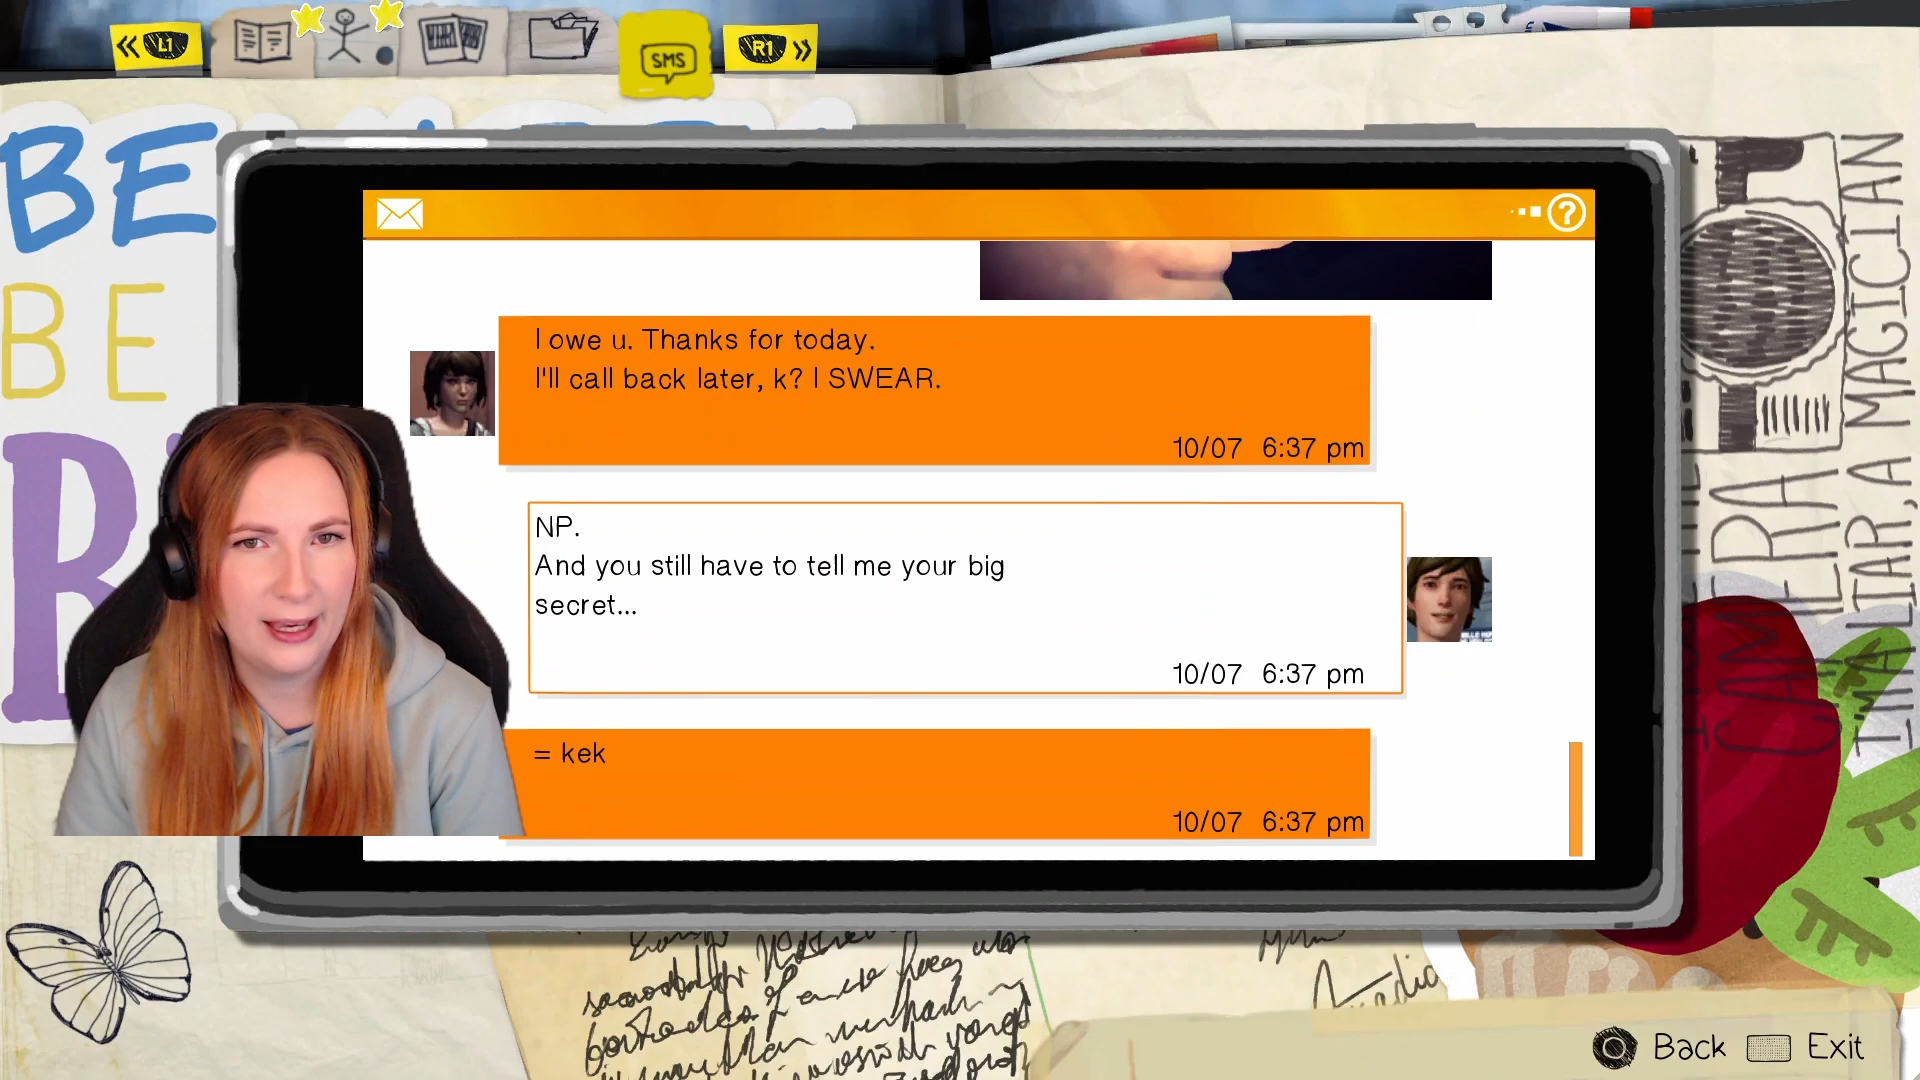 L1
SMS
R1
BE
BE
I owe u. Thanks for today.
I'll call back later, k? I SWEAR.
10/07 6:37 pm
NP.
And you still have to tell me your big
secret...
10/07 6:37 pm
= kek
10/07 6:37 pm
CAMERA
I'M A LIAR, A MAGICIAN
Back
Exit